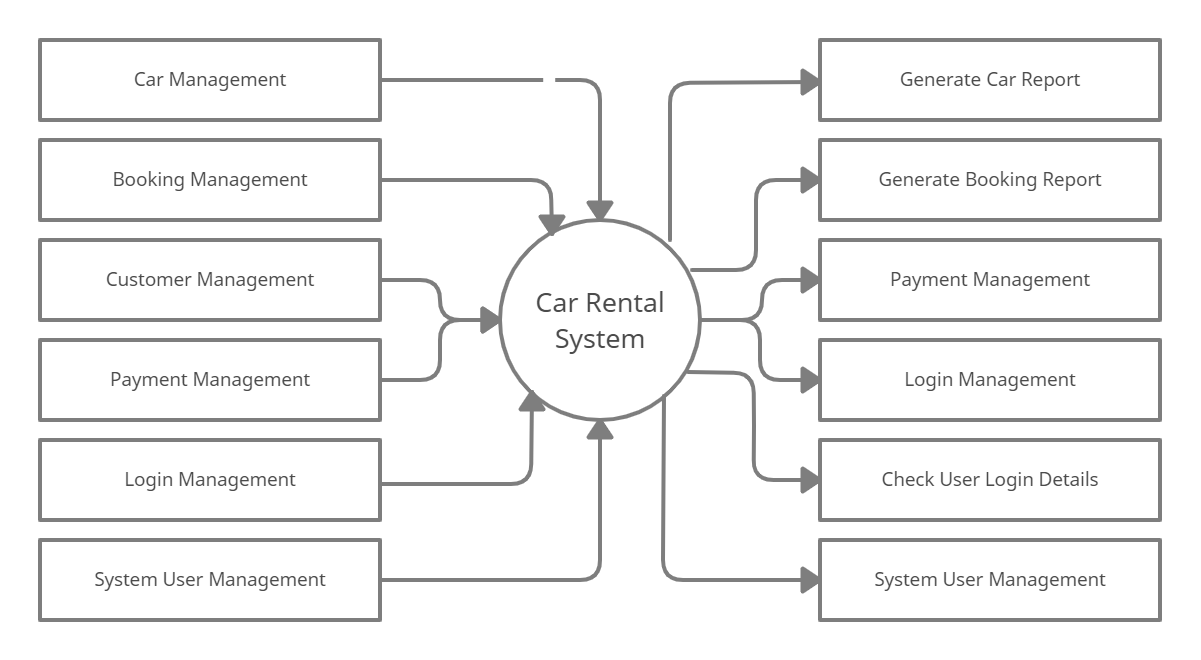 Car Management
Booking Management
Customer Management
Payment Management
Login Management
System User Management
Car Rental
System
Generate Car Report
Generate Booking Report
Payment Management
Login Management
Check User Login Details
System User Management